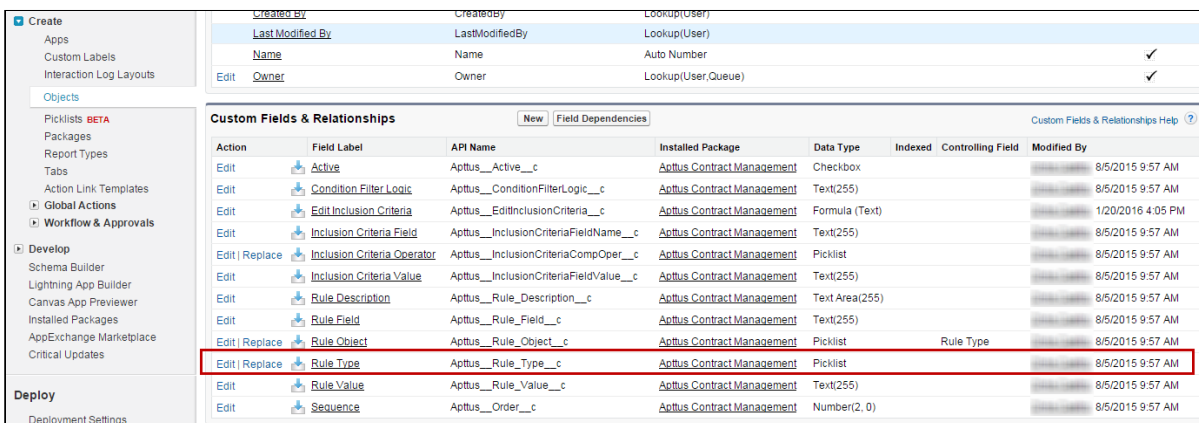 Create
Apps
Custom Labels
Interaction Log Layouts
Objects
Picklists BETA
Packages
Report Types
Tabs
Action Link Templates
Global Actions
Workflow & Approvals
Develop
Schema Builder
Lightning App Builder
Canvas App Previewer
Installed Packages
AppExchange Marketplace
Critical Updates
Deploy
Deployment Settings
Created By CreatedBy Lookup(User)
Last Modified By LastModifiedBy Lookup(User)
Name Name Auto Number
Edit Owner Owner Lookup(User,Queue)
Custom Fields & Relationships New Field Dependencies Custom Fields & Relationships Help ?
Action Field Label API Name Installed Package Data Type Indexed Controlling Field Modified By
Edit Active Apttus__Active__c Apttus Contract Management Checkbox 8/5/2015 9:57 AM
Edit Condition Filter Logic Apttus__ConditionFilterLogic__c Apttus Contract Management Text(255) 8/5/2015 9:57 AM
Edit Edit Inclusion Criteria Apttus__EditInclusionCriteria__c Apttus Contract Management Formula (Text) 1/20/2016 4:05 PM
Edit Inclusion Criteria Field Apttus__InclusionCriteriaFieldName__c Apttus Contract Management Text(255) 8/5/2015 9:57 AM
Edit | Replace Inclusion Criteria Operator Apttus__InclusionCriteriaCompOper__c Apttus Contract Management Picklist 8/5/2015 9:57 AM
Edit Inclusion Criteria Value Apttus__InclusionCriteriaFieldValue__c Apttus Contract Management Text(255) 8/5/2015 9:57 AM
Edit Rule Description Apttus__Rule_Description__c Apttus Contract Management Text Area(255) 8/5/2015 9:57 AM
Edit Rule Field Apttus__Rule_Field__c Apttus Contract Management Text(255) 8/5/2015 9:57 AM
Edit | Replace Rule Object Apttus__Rule_Object__c Apttus Contract Management Picklist Rule Type 8/5/2015 9:57 AM
Edit | Replace Rule Type Apttus__Rule_Type__c Apttus Contract Management Picklist 8/5/2015 9:57 AM
Edit Rule Value Apttus__Rule_Value__c Apttus Contract Management Text(255) 8/5/2015 9:57 AM
Edit Sequence Apttus__Order__c Apttus Contract Management Number(2, 0) 8/5/2015 9:57 AM